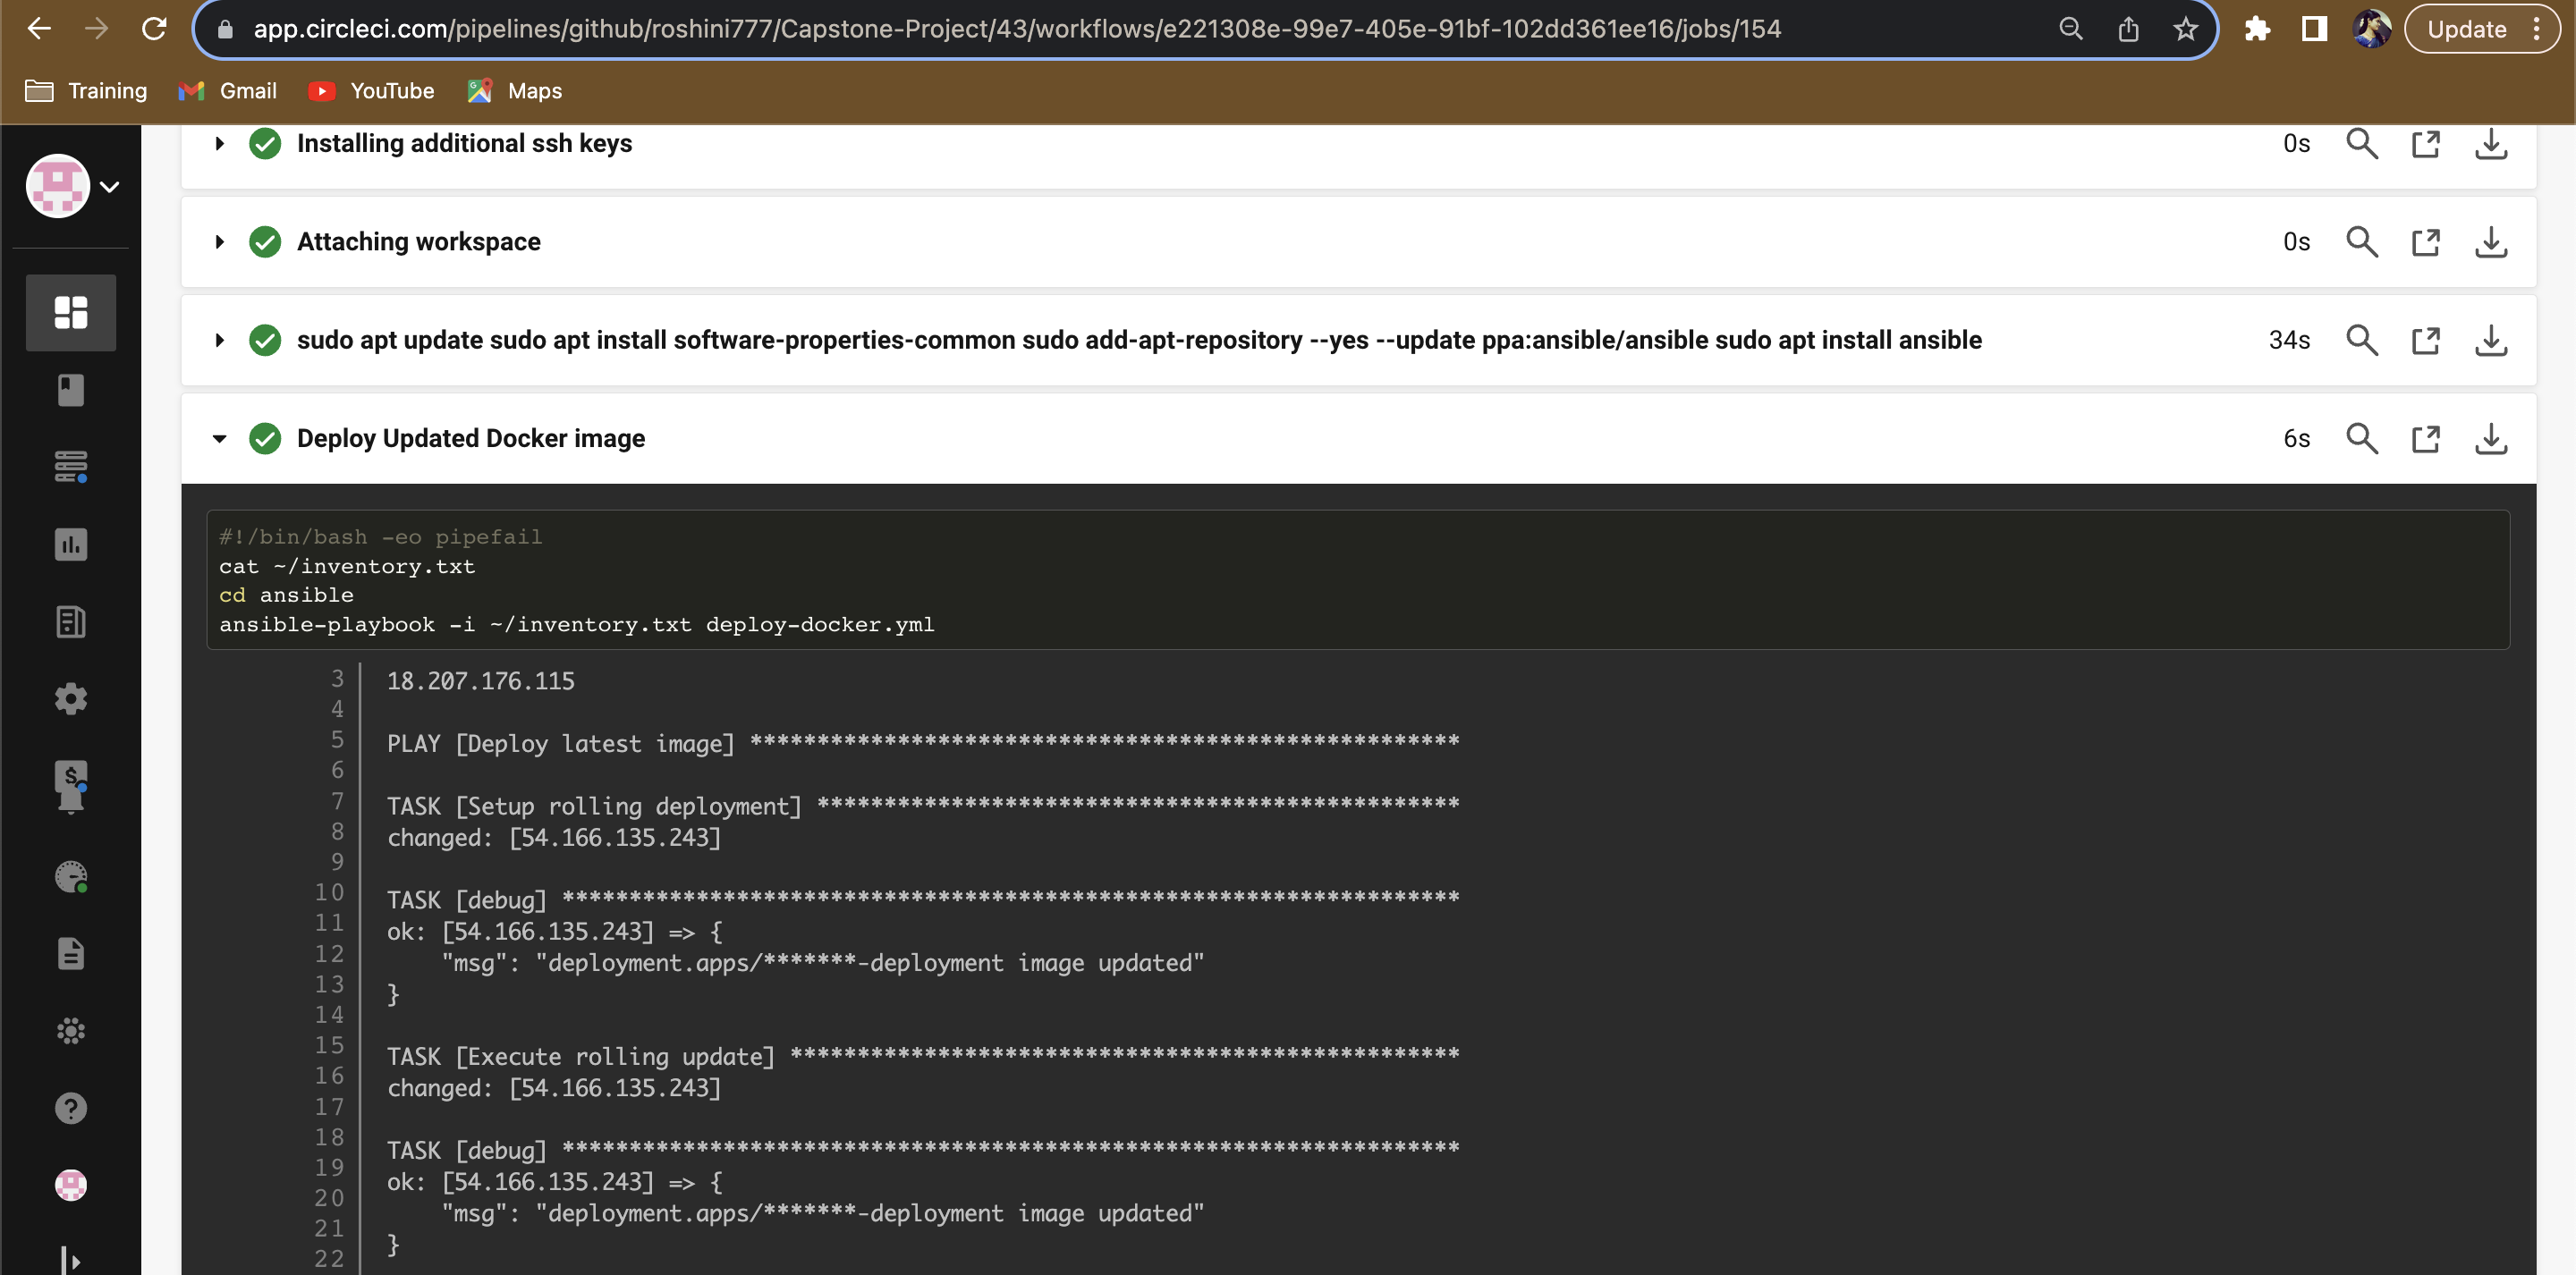 app.circleci.com/pipelines/github/roshini777/Capstone-Project/43/workflows/e221308e-99e7-405e-91bf-102dd361ee16/jobs/154
Update
Training
Gmail
YouTube
Maps
Installing additional ssh keys
0s
Attaching workspace
0s
sudo apt update sudo apt install software-properties-common sudo add-apt-repository --yes --update ppa:ansible/ansible sudo apt install ansible
34s
Deploy Updated Docker image
6s
#!/bin/bash -eo pipefail
cat ~/inventory.txt
cd ansible
ansible-playbook -i ~/inventory.txt deploy-docker.yml
3 18.207.176.115
4
5 PLAY [Deploy latest image] *****************************************************
6
7 TASK [Setup rolling deployment] ************************************************
8 changed: [54.166.135.243]
9
10 TASK [debug] *******************************************************************
11 ok: [54.166.135.243] => {
12 "msg": "deployment.apps/*******-deployment image updated"
13 }
14
15 TASK [Execute rolling update] **************************************************
16 changed: [54.166.135.243]
17
18 TASK [debug] *******************************************************************
19 ok: [54.166.135.243] => {
20 "msg": "deployment.apps/*******-deployment image updated"
21 }
22